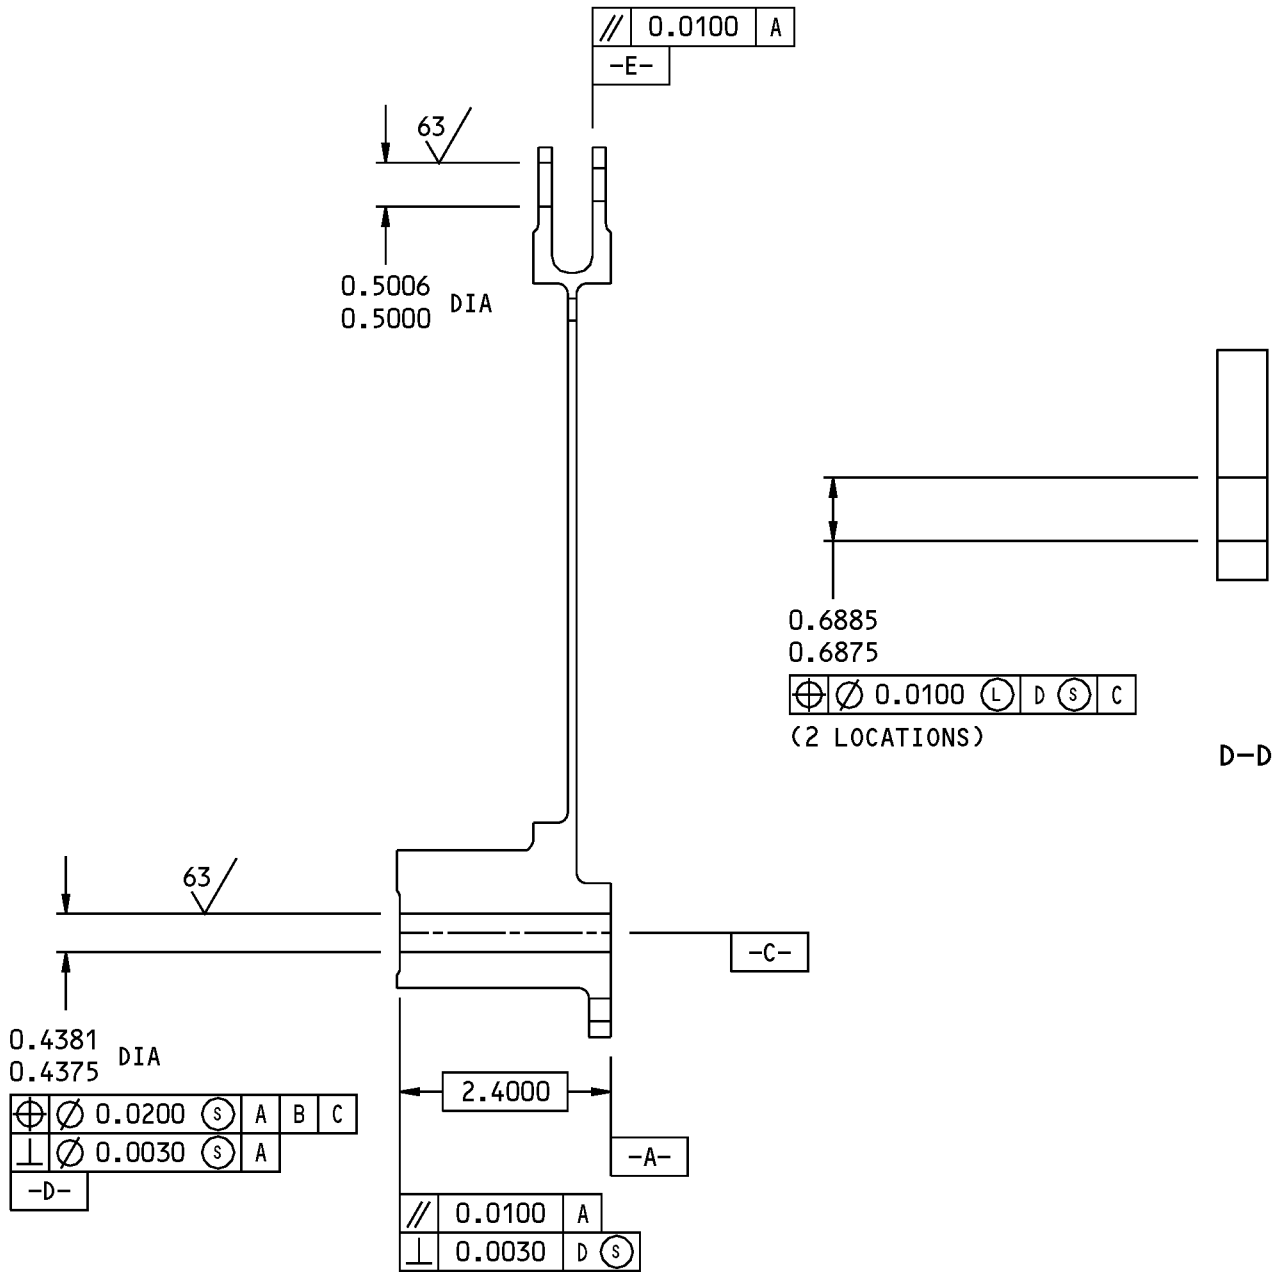 ⫽ 0.0100 A
-E-
63
0.5006
0.5000
DIA
0.6885
0.6875
⌖ ⌀ 0.0100 Ⓛ D Ⓢ C
(2 LOCATIONS)
D-D
63
-C-
0.4381
0.4375
DIA
2.4000
⌖ ⌀ 0.0200 Ⓢ A B C
⊥ ⌀ 0.0030 Ⓢ A
-A-
-D-
⫽ 0.0100 A
⊥ 0.0030 D Ⓢ